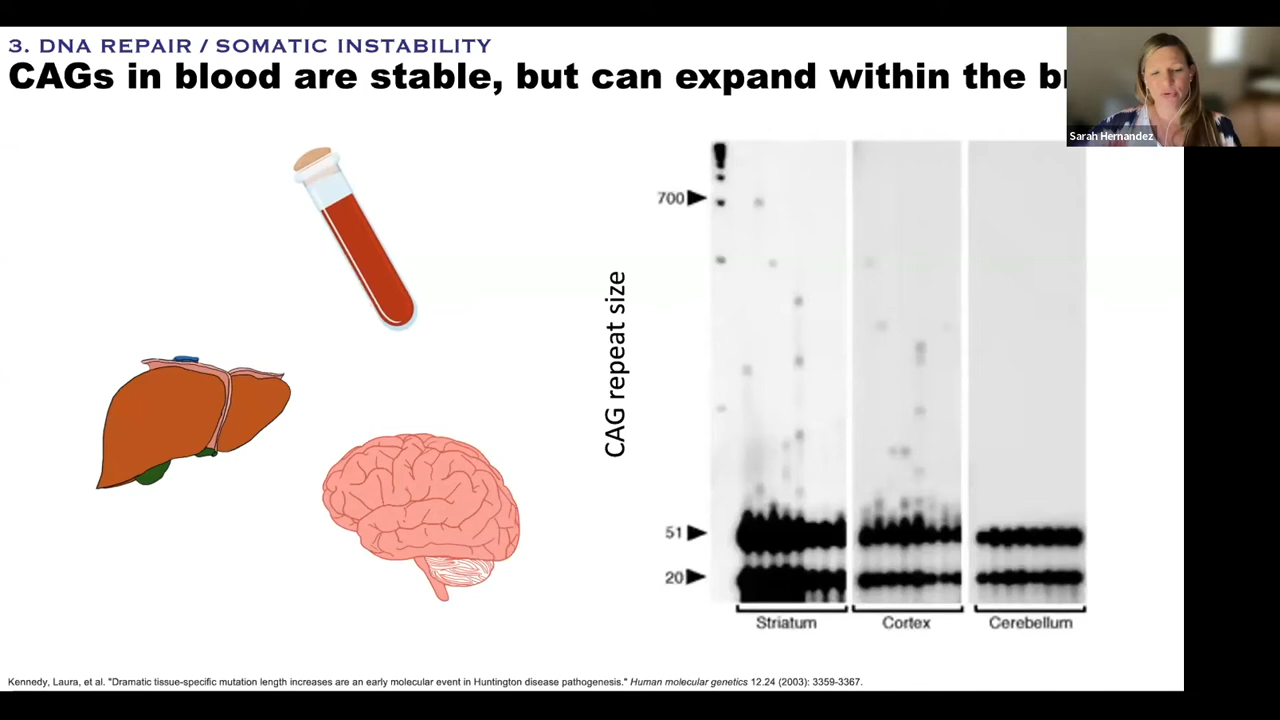 3. DNA REPAIR / SOMATIC INSTABILITY
CAGs in blood are stable, but can expand within the
Sarah Hernandez
700
CAG repeat size
51
20
Striatum Cortex Cerebellum
Kennedy, Laura, et al. "Dramatic tissue-specific mutation length increases are an early molecular event in Huntington disease pathogenesis." Human molecular genetics 12.24 (2003): 3359-3367.